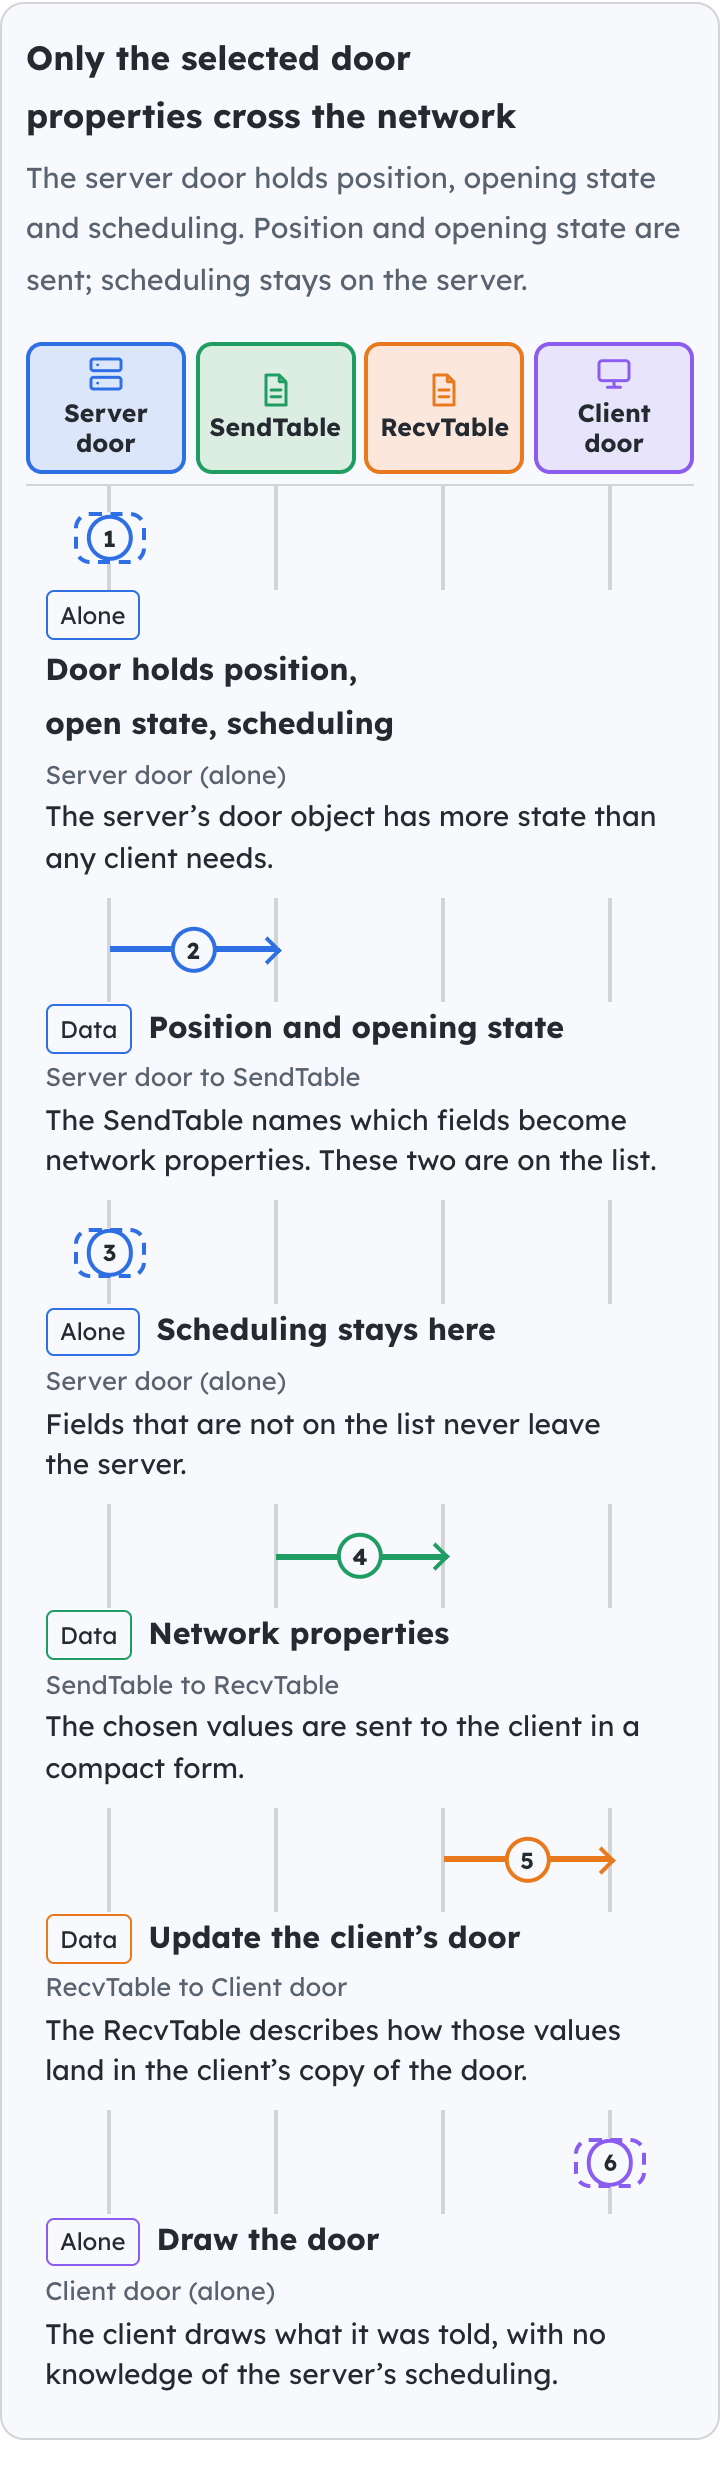 Only the selected door
properties cross the network
The server door holds position, opening state
and scheduling. Position and opening state are
sent; scheduling stays on the server.
Server
door
SendTable
RecvTable
Client
door
1
Alone
Door holds position,
open state, scheduling
Server door (alone)
The server’s door object has more state than
any client needs.
2
Data Position and opening state
Server door to SendTable
The SendTable names which fields become
network properties. These two are on the list.
3
Alone Scheduling stays here
Server door (alone)
Fields that are not on the list never leave
the server.
4
Data Network properties
SendTable to RecvTable
The chosen values are sent to the client in a
compact form.
5
Data Update the client’s door
RecvTable to Client door
The RecvTable describes how those values
land in the client’s copy of the door.
6
Alone Draw the door
Client door (alone)
The client draws what it was told, with no
knowledge of the server’s scheduling.